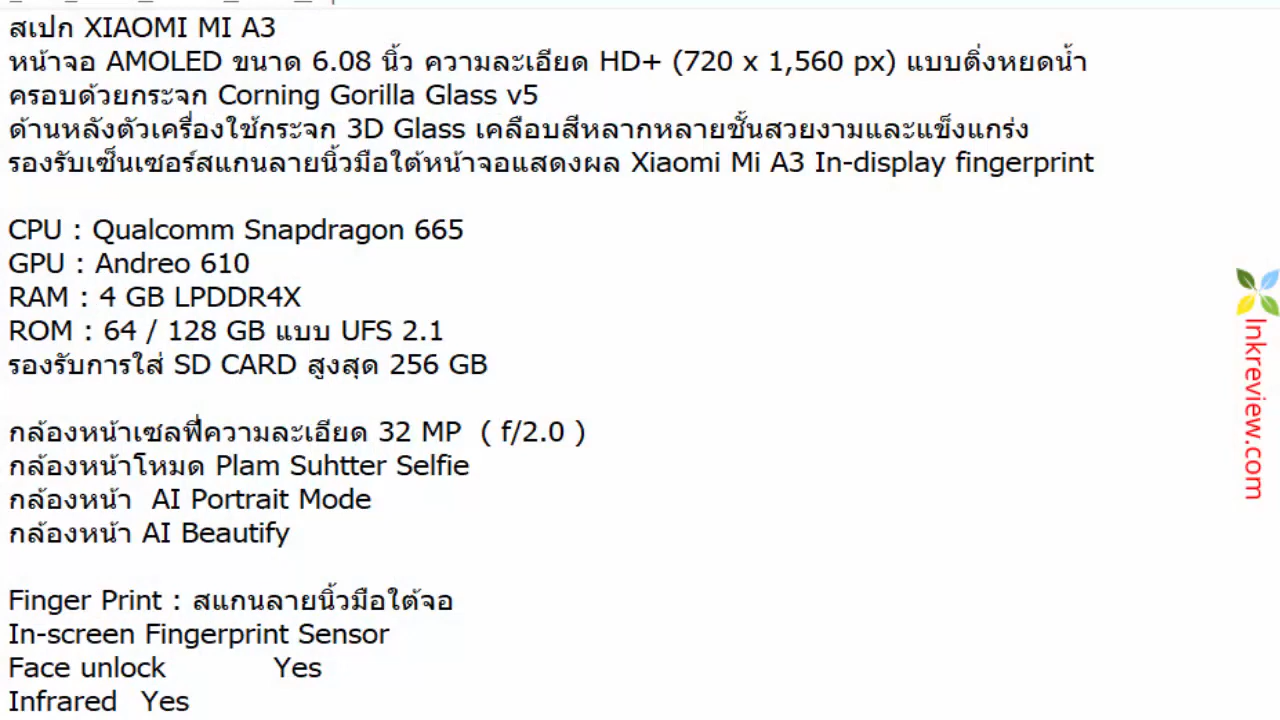 สเปก XIAOMI MI A3
หน้าจอ AMOLED ขนาด 6.08 นิ้ว ความละเอียด HD+ (720 x 1,560 px) แบบติ่งหยดน้ำ
ครอบด้วยกระจก Corning Gorilla Glass v5
ด้านหลังตัวเครื่องใช้กระจก 3D Glass เคลือบสีหลากหลายชั้นสวยงามและแข็งแกร่ง
รองรับเซ็นเซอร์สแกนลายนิ้วมือใต้หน้าจอแสดงผล Xiaomi Mi A3 In-display fingerprint
CPU : Qualcomm Snapdragon 665
GPU : Andreo 610
RAM : 4 GB LPDDR4X
ROM : 64 / 128 GB แบบ UFS 2.1
รองรับการใส่ SD CARD สูงสุด 256 GB
กล้องหน้าเซลฟี่ความละเอียด 32 MP  ( f/2.0 )
กล้องหน้าโหมด Plam Suhtter Selfie
กล้องหน้า  AI Portrait Mode
กล้องหน้า AI Beautify
Finger Print : สแกนลายนิ้วมือใต้จอ
In-screen Fingerprint Sensor
Face unlock Yes
Infrared Yes
Inkreview.com